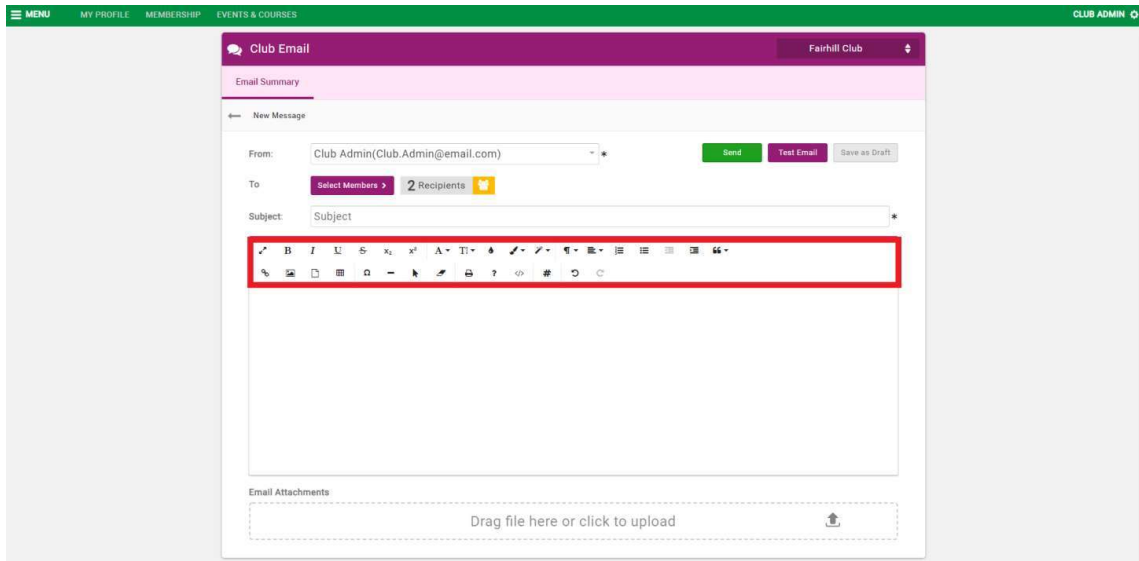 MENU MY PROFILE MEMBERSHIP EVENTS & COURSES CLUB ADMIN
Club Email Fairhill Club
Email Summary
New Message
From: Club Admin(Club.Admin@email.com) * Send Test Email Save as Draft
To Select Members > 2 Recipients
Subject: Subject *
B I U S x₂ x² A T¶
Ω ? </> #
Email Attachments
Drag file here or click to upload